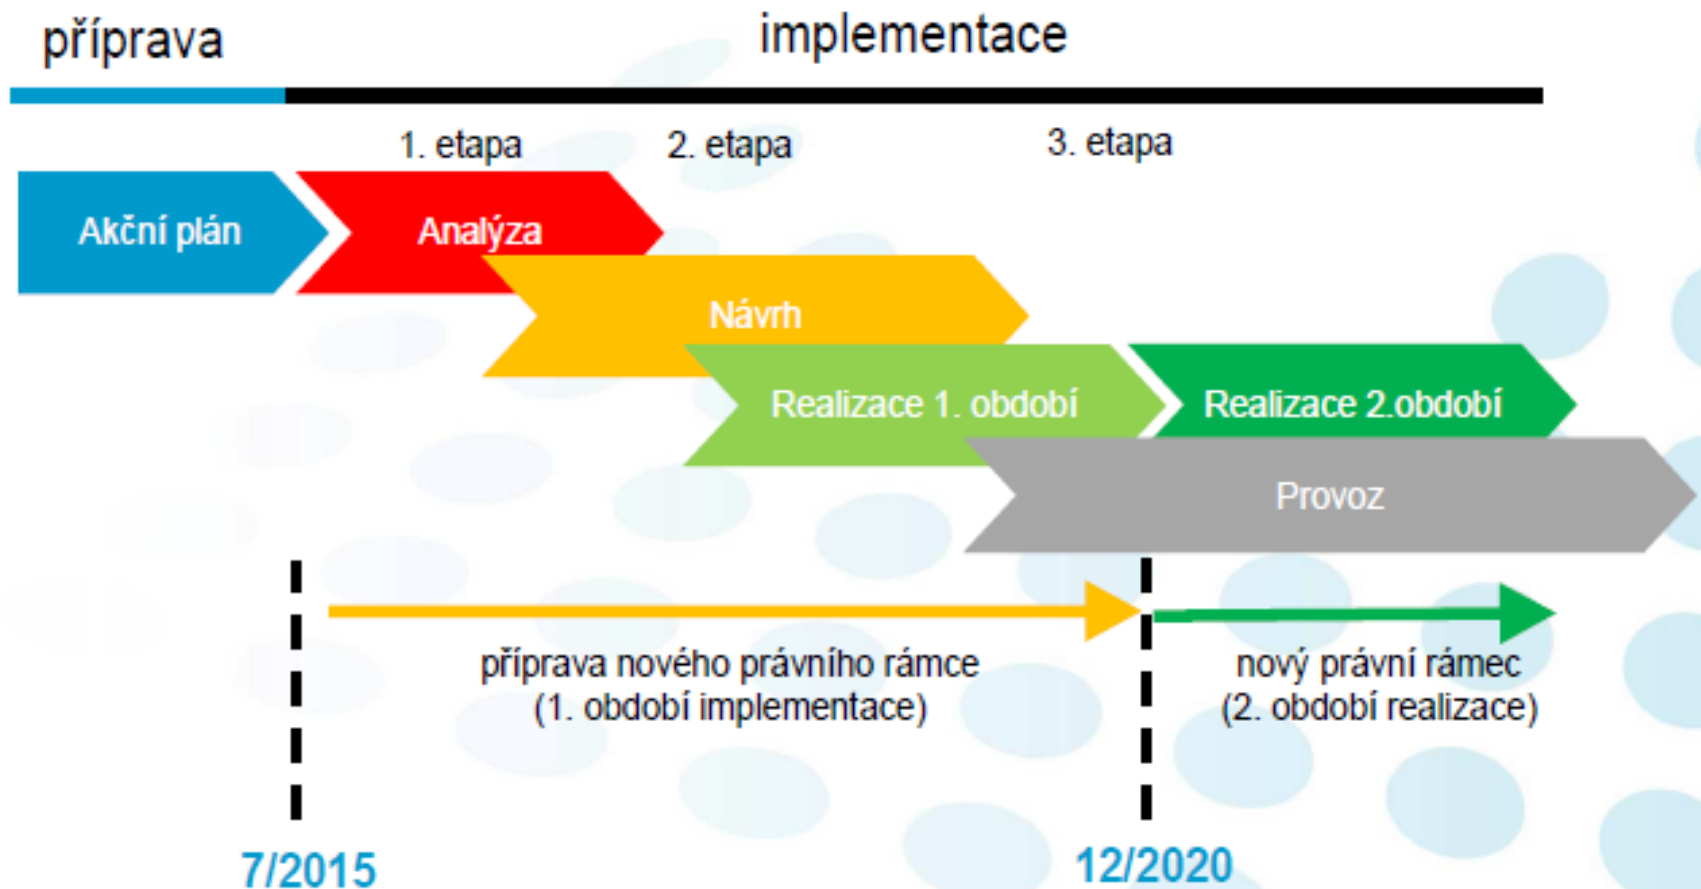 příprava
implementace
1. etapa
2. etapa
3. etapa
Akční plán
Analýza
Návrh
Realizace 1. období
Realizace 2.období
Provoz
příprava nového právního rámce
(1. období implementace)
nový právní rámec
(2. období realizace)
7/2015
12/2020